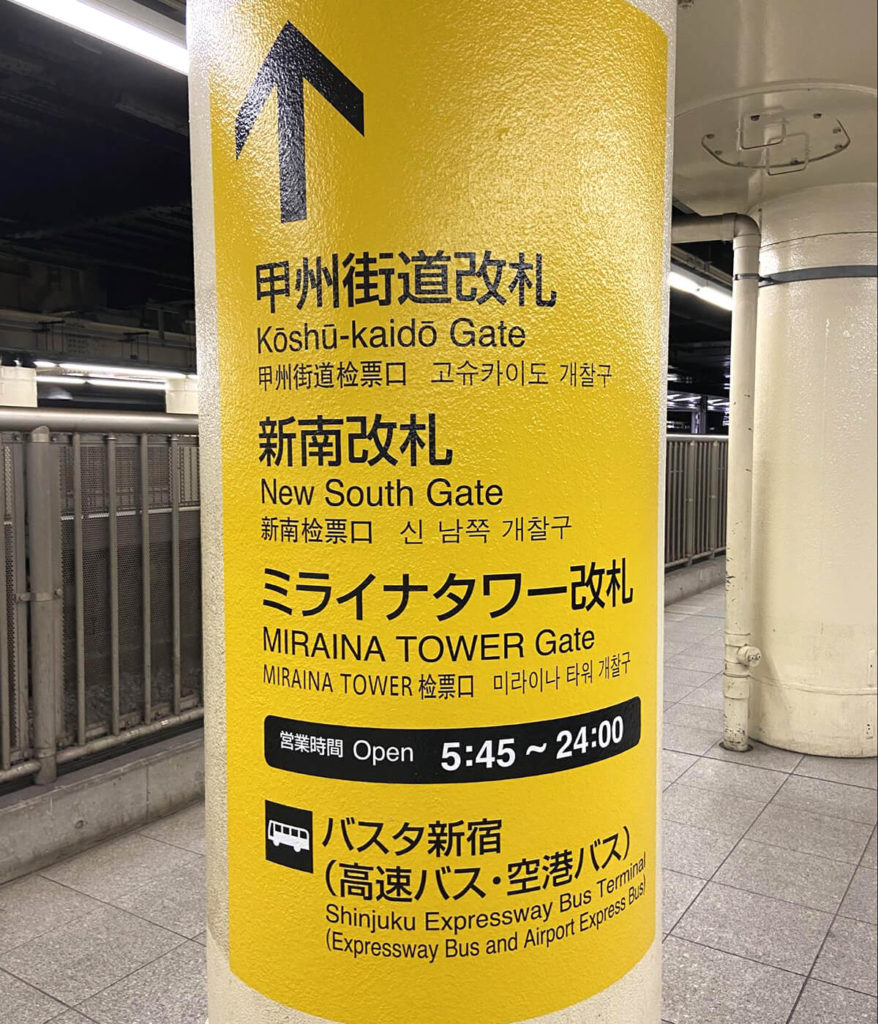 甲州街道改札
Kōshū-kaidō Gate
甲州街道检票口 고슈카이도 개찰구
新南改札
New South Gate
新南检票口 신 남쪽 개찰구
ミライナタワー改札
MIRAINA TOWER Gate
MIRAINA TOWER 检票口 미라이나 타워 개찰구
営業時間 Open 5:45 ~ 24:00
バスタ新宿
(高速バス・空港バス)
Shinjuku Expressway Bus Terminal
(Expressway Bus and Airport Express Bus)